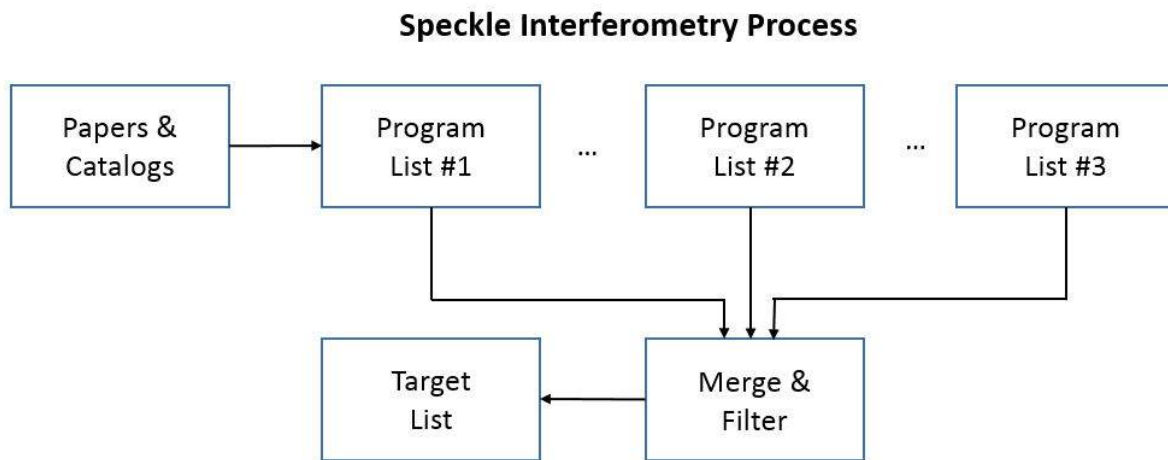 Speckle Interferometry Process
Papers &
Catalogs
Program
List #1
...
Program
List #2
...
Program
List #3
Target
List
Merge &
Filter